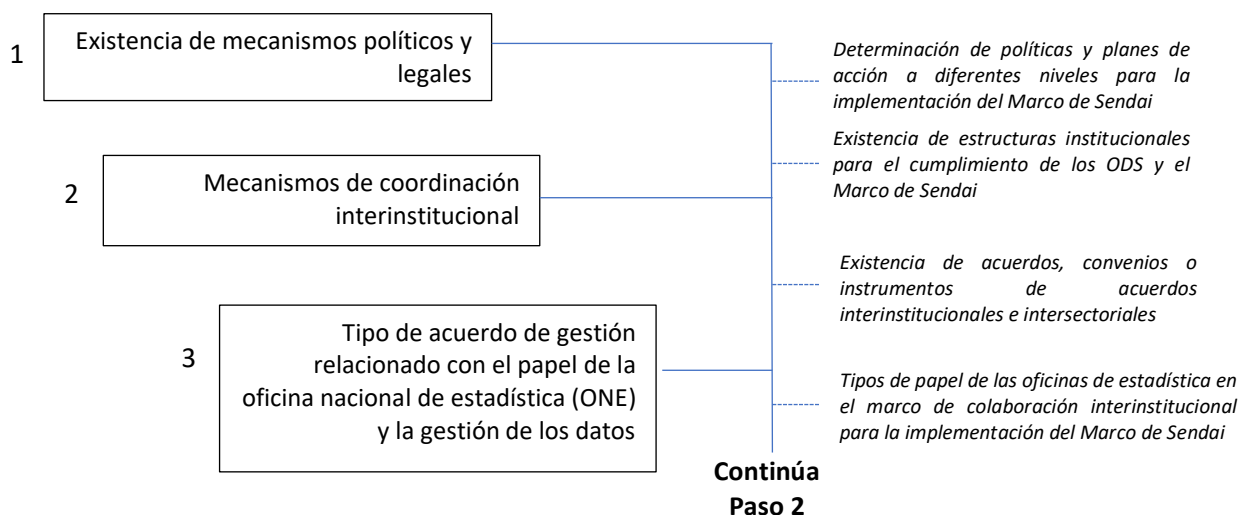 1
Existencia de mecanismos políticos y
legales
Determinación de políticas y planes de
acción a diferentes niveles para la
implementación del Marco de Sendai
Existencia de estructuras institucionales
para el cumplimiento de los ODS y el
Marco de Sendai
2
Mecanismos de coordinación
interinstitucional
Existencia de acuerdos, convenios o
instrumentos de acuerdos
interinstitucionales e intersectoriales
3
Tipo de acuerdo de gestión
relacionado con el papel de la
oficina nacional de estadística (ONE)
y la gestión de los datos
Tipos de papel de las oficinas de estadística en
el marco de colaboración interinstitucional
para la implementación del Marco de Sendai
Continúa
Paso 2